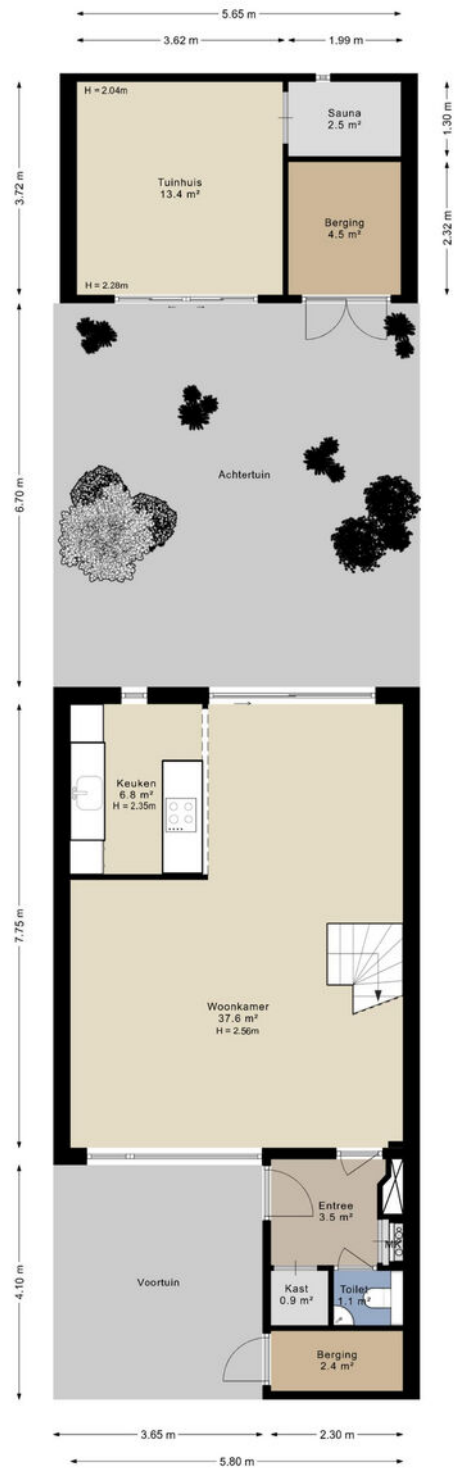 5.65 m
3.62 m
1.99 m
H = 2.04m
Sauna
2.5 m²
1.30 m
3.72 m
Tuinhuis
13.4 m²
Berging
4.5 m²
2.32 m
H = 2.28m
Achtertuin
6.70 m
Keuken
6.8 m²
H = 2.35m
7.75 m
Woonkamer
37.6 m²
H = 2.56m
Entree
3.5 m²
4.10 m
Voortuin
Kast
0.9 m²
Toilet
1.1 m²
Berging
2.4 m²
3.65 m
2.30 m
5.80 m